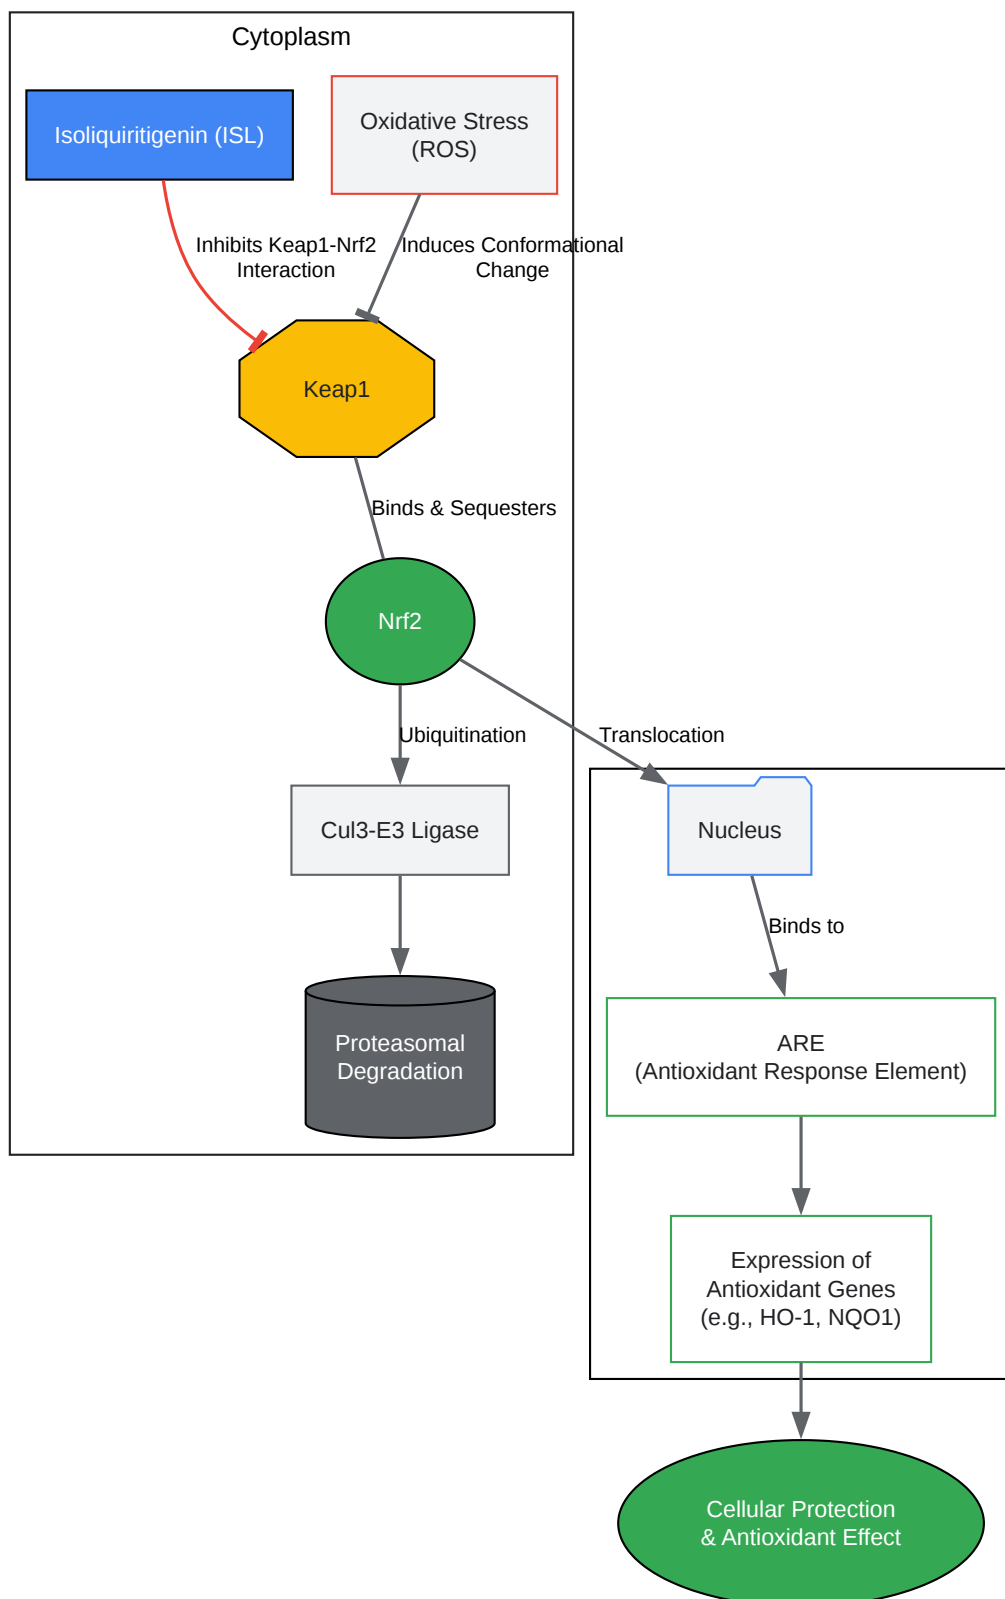 Cytoplasm
Isoliquiritigenin (ISL)
Oxidative Stress
(ROS)
Inhibits Keap1-Nrf2
Interaction
Induces Conformational
Change
Keap1
Binds & Sequesters
Nrf2
Ubiquitination
Translocation
Cul3-E3 Ligase
Nucleus
Binds to
Proteasomal
Degradation
ARE
(Antioxidant Response Element)
Expression of
Antioxidant Genes
(e.g., HO-1, NQO1)
Cellular Protection
& Antioxidant Effect